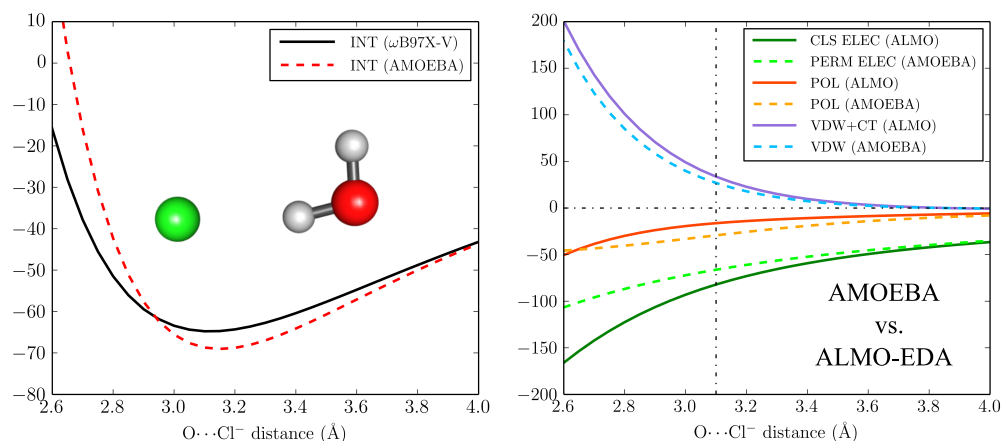 10
0
−10
−20
−30
−40
−50
−60
−70
−80
2.6 2.8 3.0 3.2 3.4 3.6 3.8 4.0
O···Cl⁻ distance (Å)
INT (ωB97X-V)
INT (AMOEBA)
200
150
100
50
0
−50
−100
−150
−200
2.6 2.8 3.0 3.2 3.4 3.6 3.8 4.0
O···Cl⁻ distance (Å)
CLS ELEC (ALMO)
PERM ELEC (AMOEBA)
POL (ALMO)
POL (AMOEBA)
VDW+CT (ALMO)
VDW (AMOEBA)
AMOEBA
vs.
ALMO-EDA